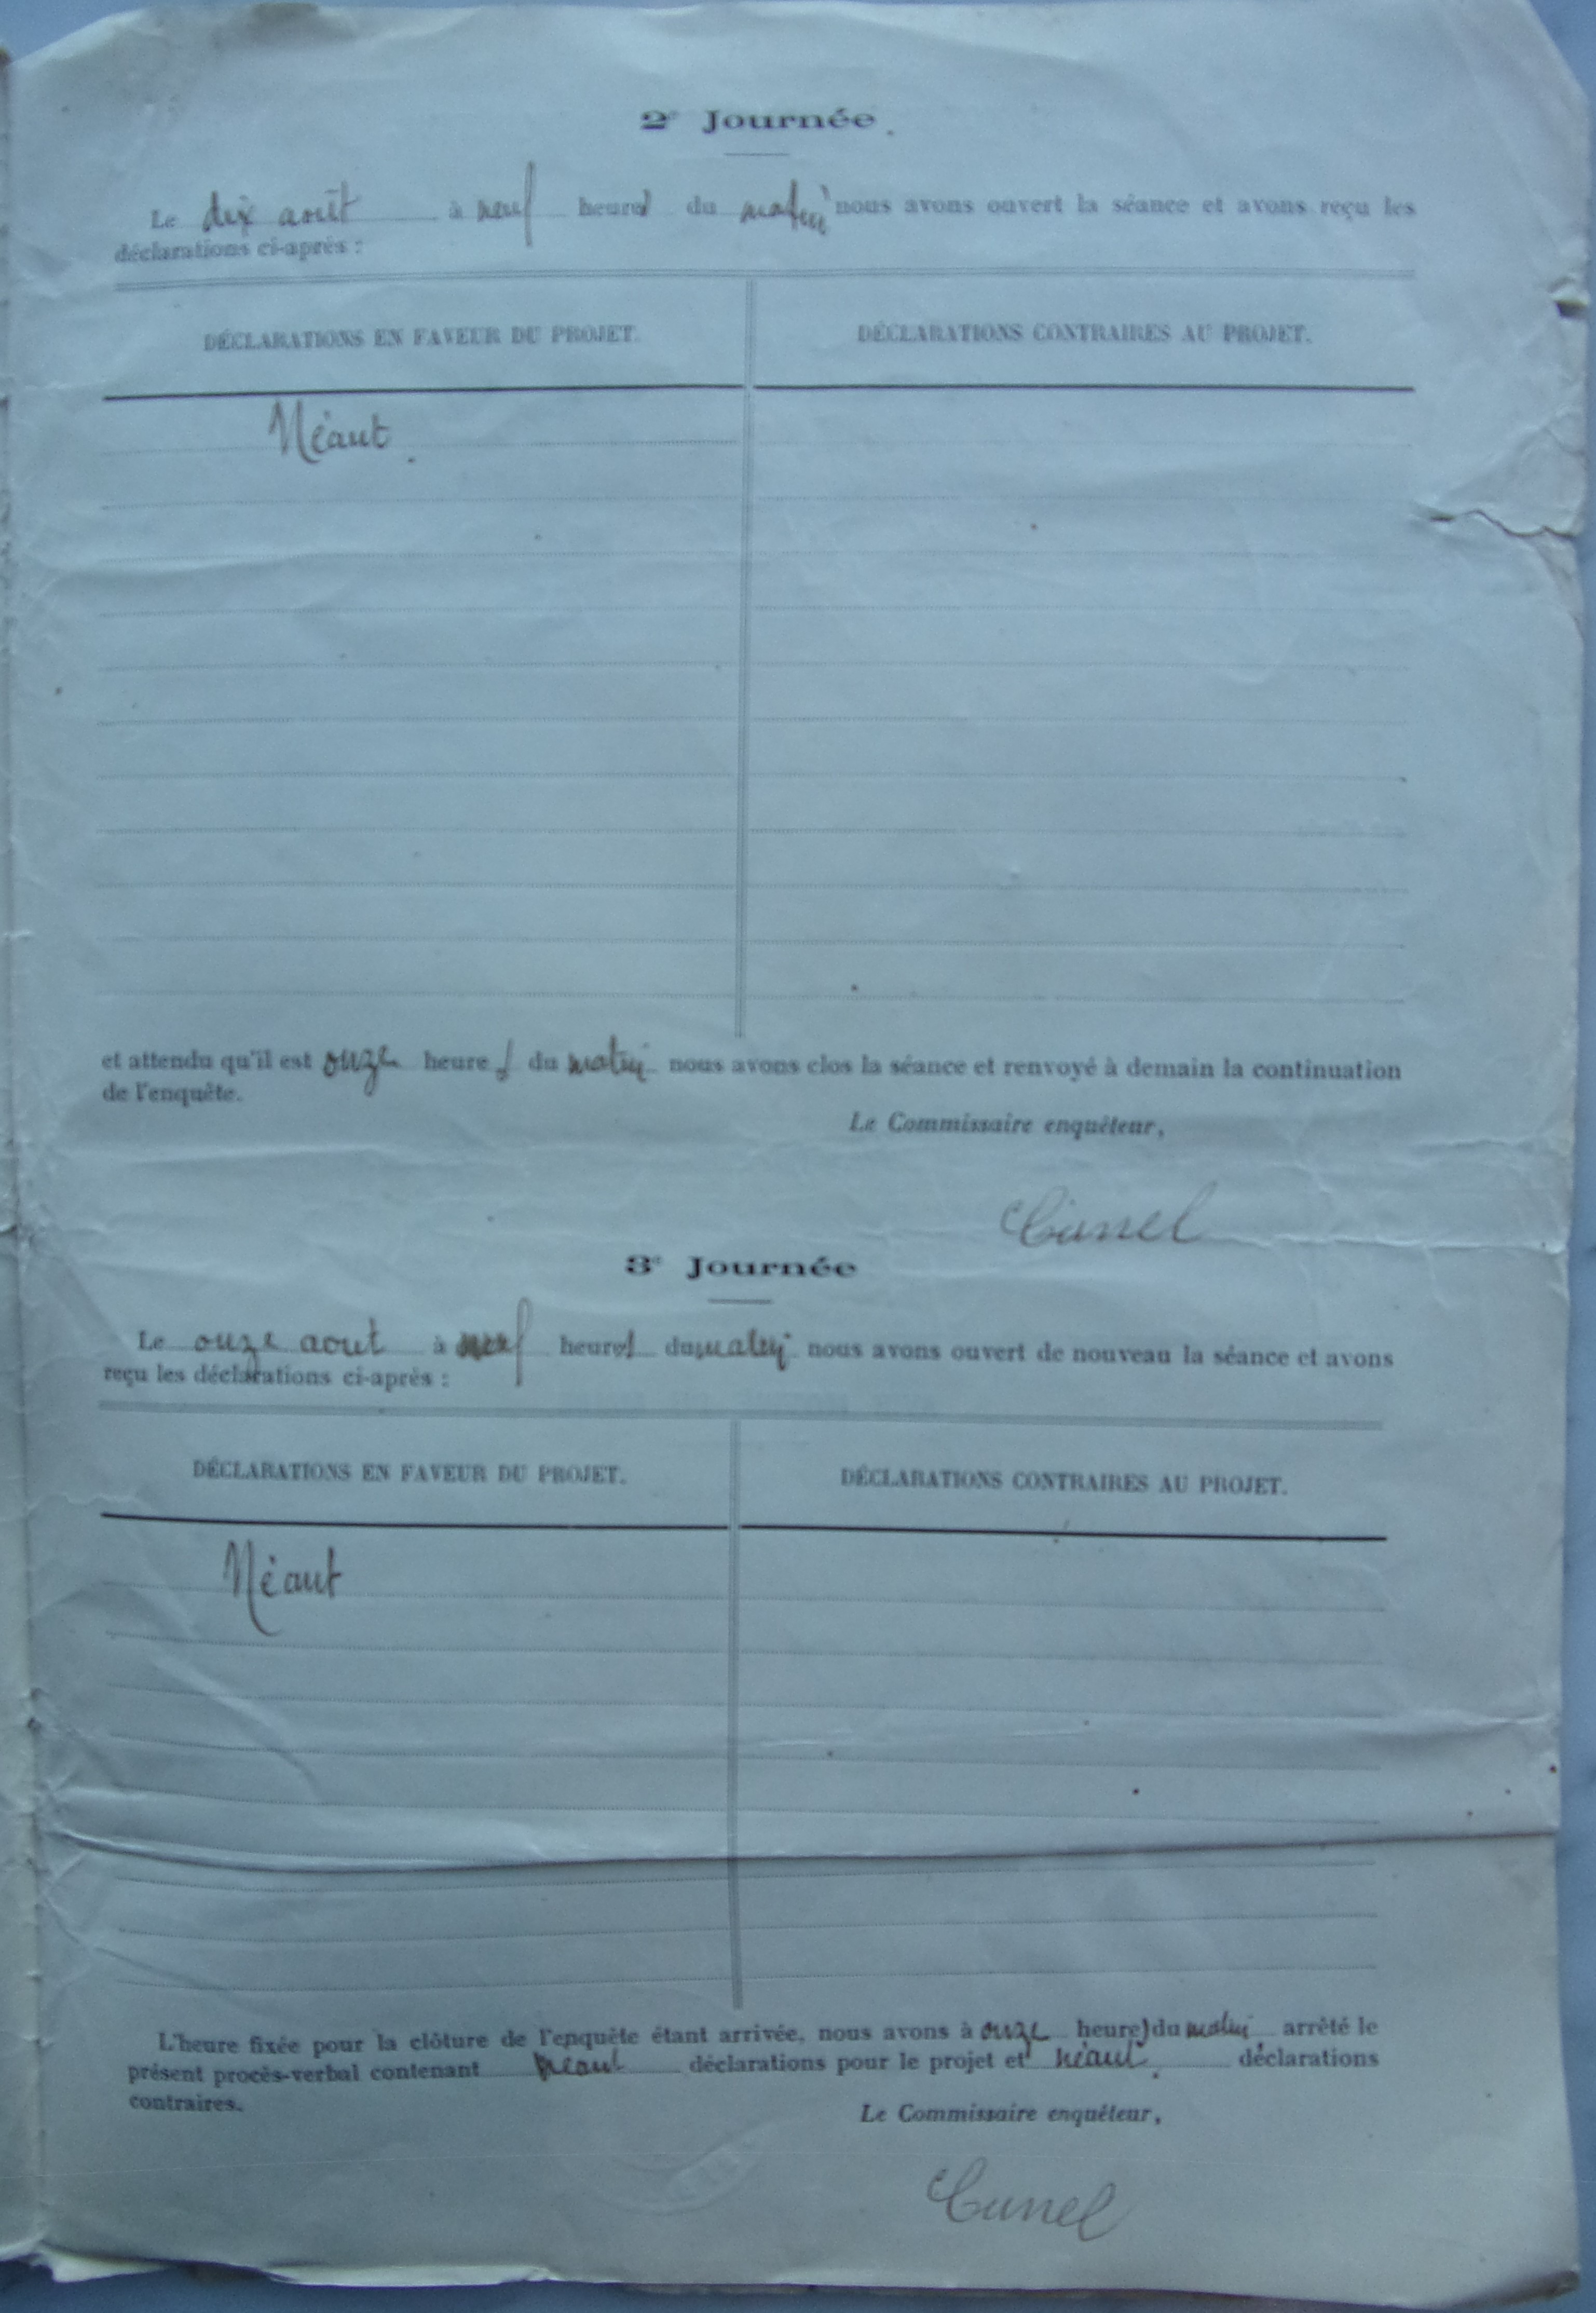 2e Journée.
Le dix août à neuf heures du matin nous avons ouvert la séance et avons reçu les
déclarations ci-après :
DÉCLARATIONS EN FAVEUR DU PROJET.
DÉCLARATIONS CONTRAIRES AU PROJET.
Néant.
et attendu qu'il est onze heures du matin nous avons clos la séance et renvoyé à demain la continuation
de l'enquête.
Le Commissaire enquêteur,
Cunel
3e Journée
Le onze aout à neuf heures du matin nous avons ouvert de nouveau la séance et avons
reçu les déclarations ci-après :
DÉCLARATIONS EN FAVEUR DU PROJET.
DÉCLARATIONS CONTRAIRES AU PROJET.
Néant
L'heure fixée pour la clôture de l'enquête étant arrivée, nous avons à onze heures du matin arrêté le
présent procès-verbal contenant néant déclarations pour le projet et néant. déclarations
contraires.
Le Commissaire enquêteur,
Cunel